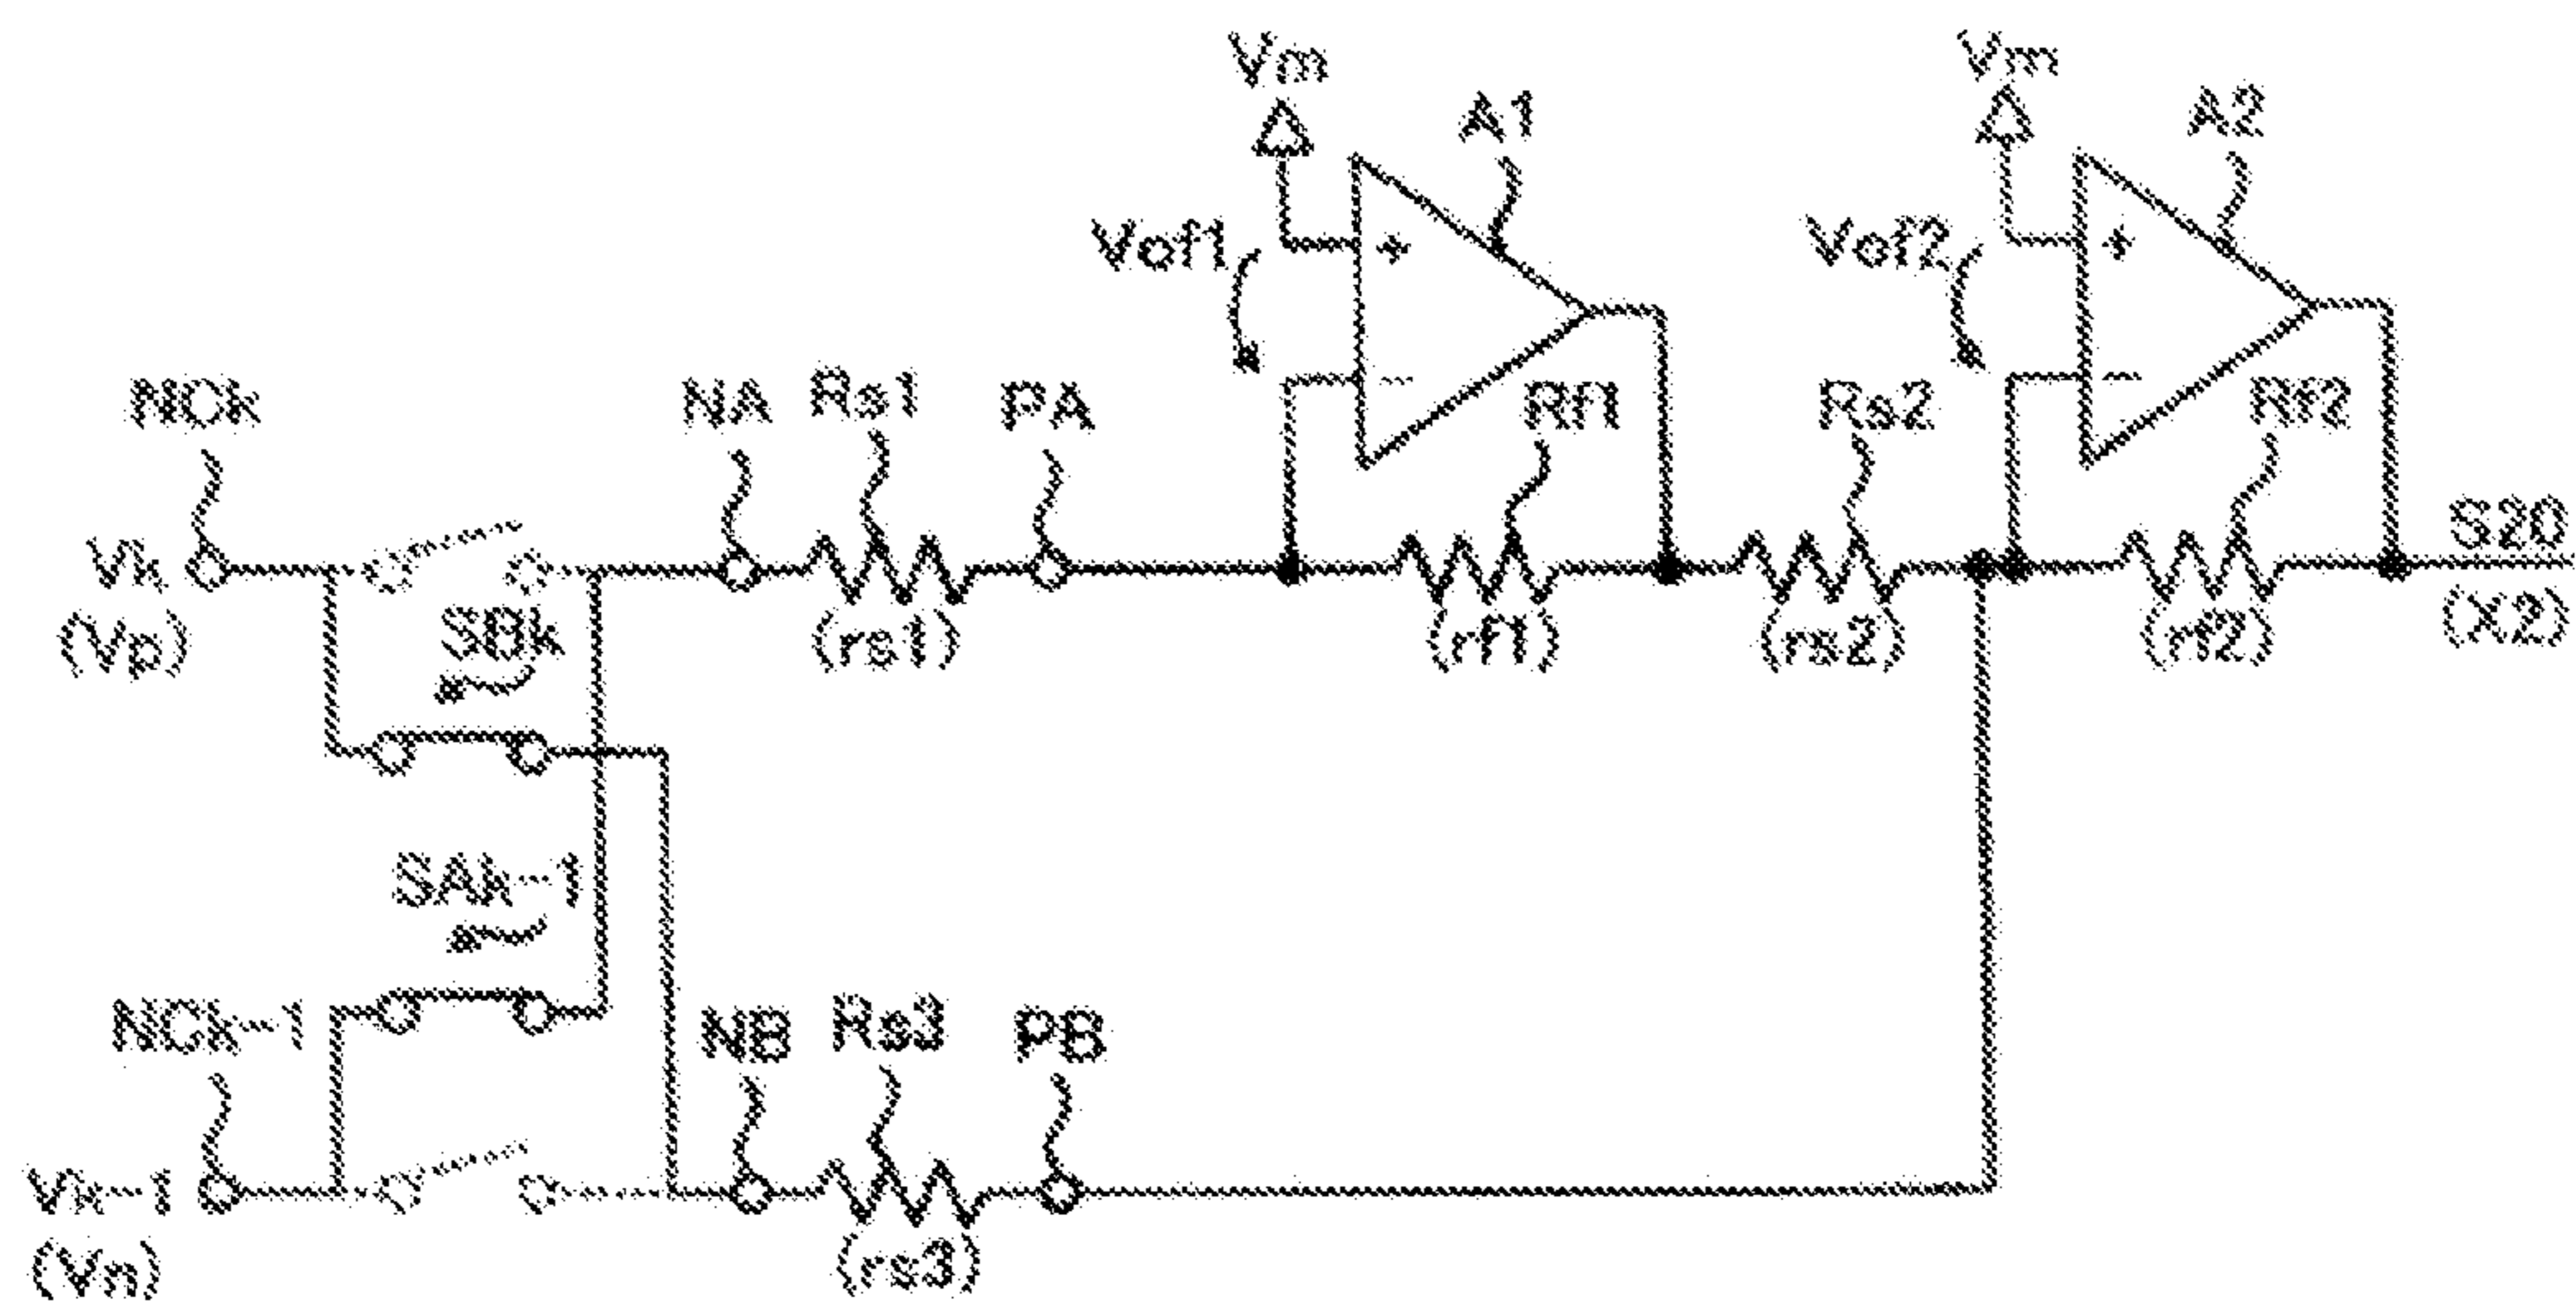 Vm
Vm
A1
A2
Vof1
+
Vof2
+
NCk
NA
Rs1
PA
Rf1
Rs2
Rf2
Vk
(Vp)
SBk
(rs1)
(rf1)
(rs2)
(rf2)
S20
(X2)
SAk-1
NCk-1
NB
Rs3
PB
Vk-1
(Vn)
(rs3)